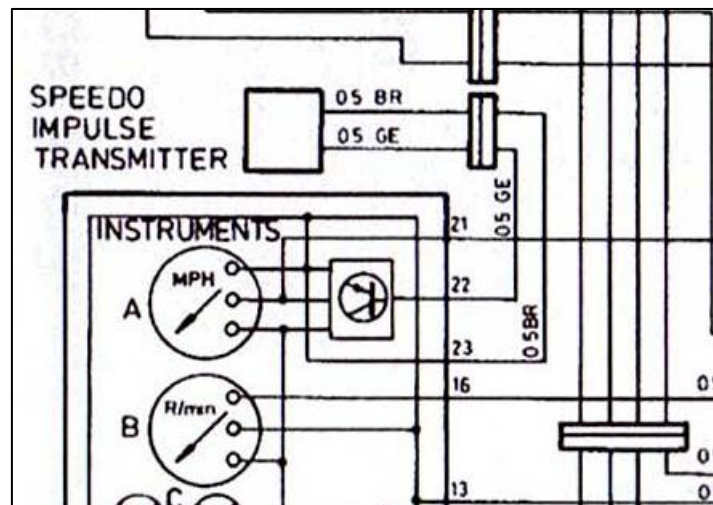 SPEEDO
IMPULSE
TRANSMITTER
05 BR
05 GE
05 GE
05BR
INSTRUMENTS
21
MPH
A
22
23
16
R/min
B
C
13